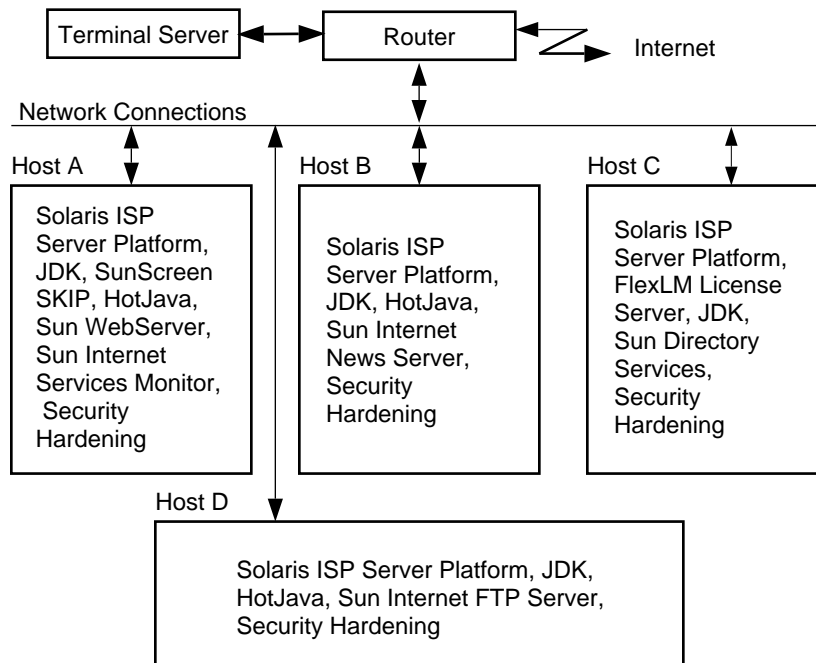 Terminal Server
Router
Internet
Network Connections
Host A
Host B
Host C
Solaris ISP
Server Platform,
JDK, SunScreen
SKIP, HotJava,
Sun WebServer,
Sun Internet
Services Monitor,
Security
Hardening
Solaris ISP
Server Platform,
JDK, HotJava,
Sun Internet
News Server,
Security
Hardening
Solaris ISP
Server Platform,
FlexLM License
Server, JDK,
Sun Directory
Services,
Security
Hardening
Host D
Solaris ISP Server Platform, JDK,
HotJava, Sun Internet FTP Server,
Security Hardening